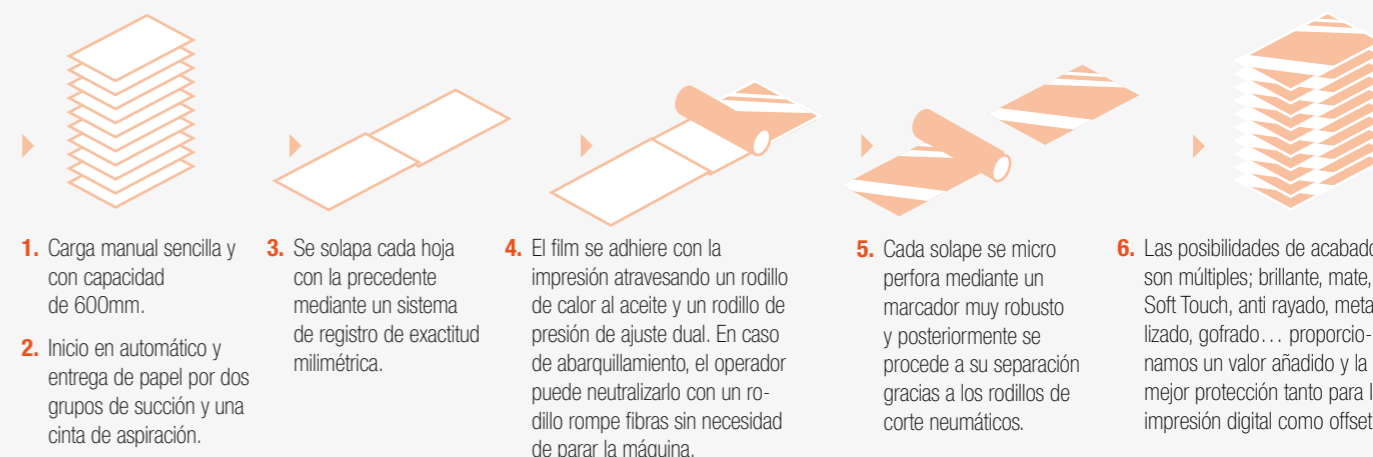 1. Carga manual sencilla y
con capacidad
de 600mm.
2. Inicio en automático y
entrega de papel por dos
grupos de succión y una
cinta de aspiración.
3. Se solapa cada hoja
con la precedente
mediante un sistema
de registro de exactitud
milimétrica.
4. El film se adhiere con la
impresión atravesando un rodillo
de calor al aceite y un rodillo de
presión de ajuste dual. En caso
de abarquillamiento, el operador
puede neutralizarlo con un ro-
dillo rompe fibras sin necesidad
de parar la máquina.
5. Cada solape se micro
perfora mediante un
marcador muy robusto
y posteriormente se
procede a su separación
gracias a los rodillos de
corte neumáticos.
6. Las posibilidades de acabado
son múltiples; brillante, mate,
Soft Touch, anti rayado, meta
lizado, gofrado… proporcio-
namos un valor añadido y la
mejor protección tanto para l
impresión digital como offset